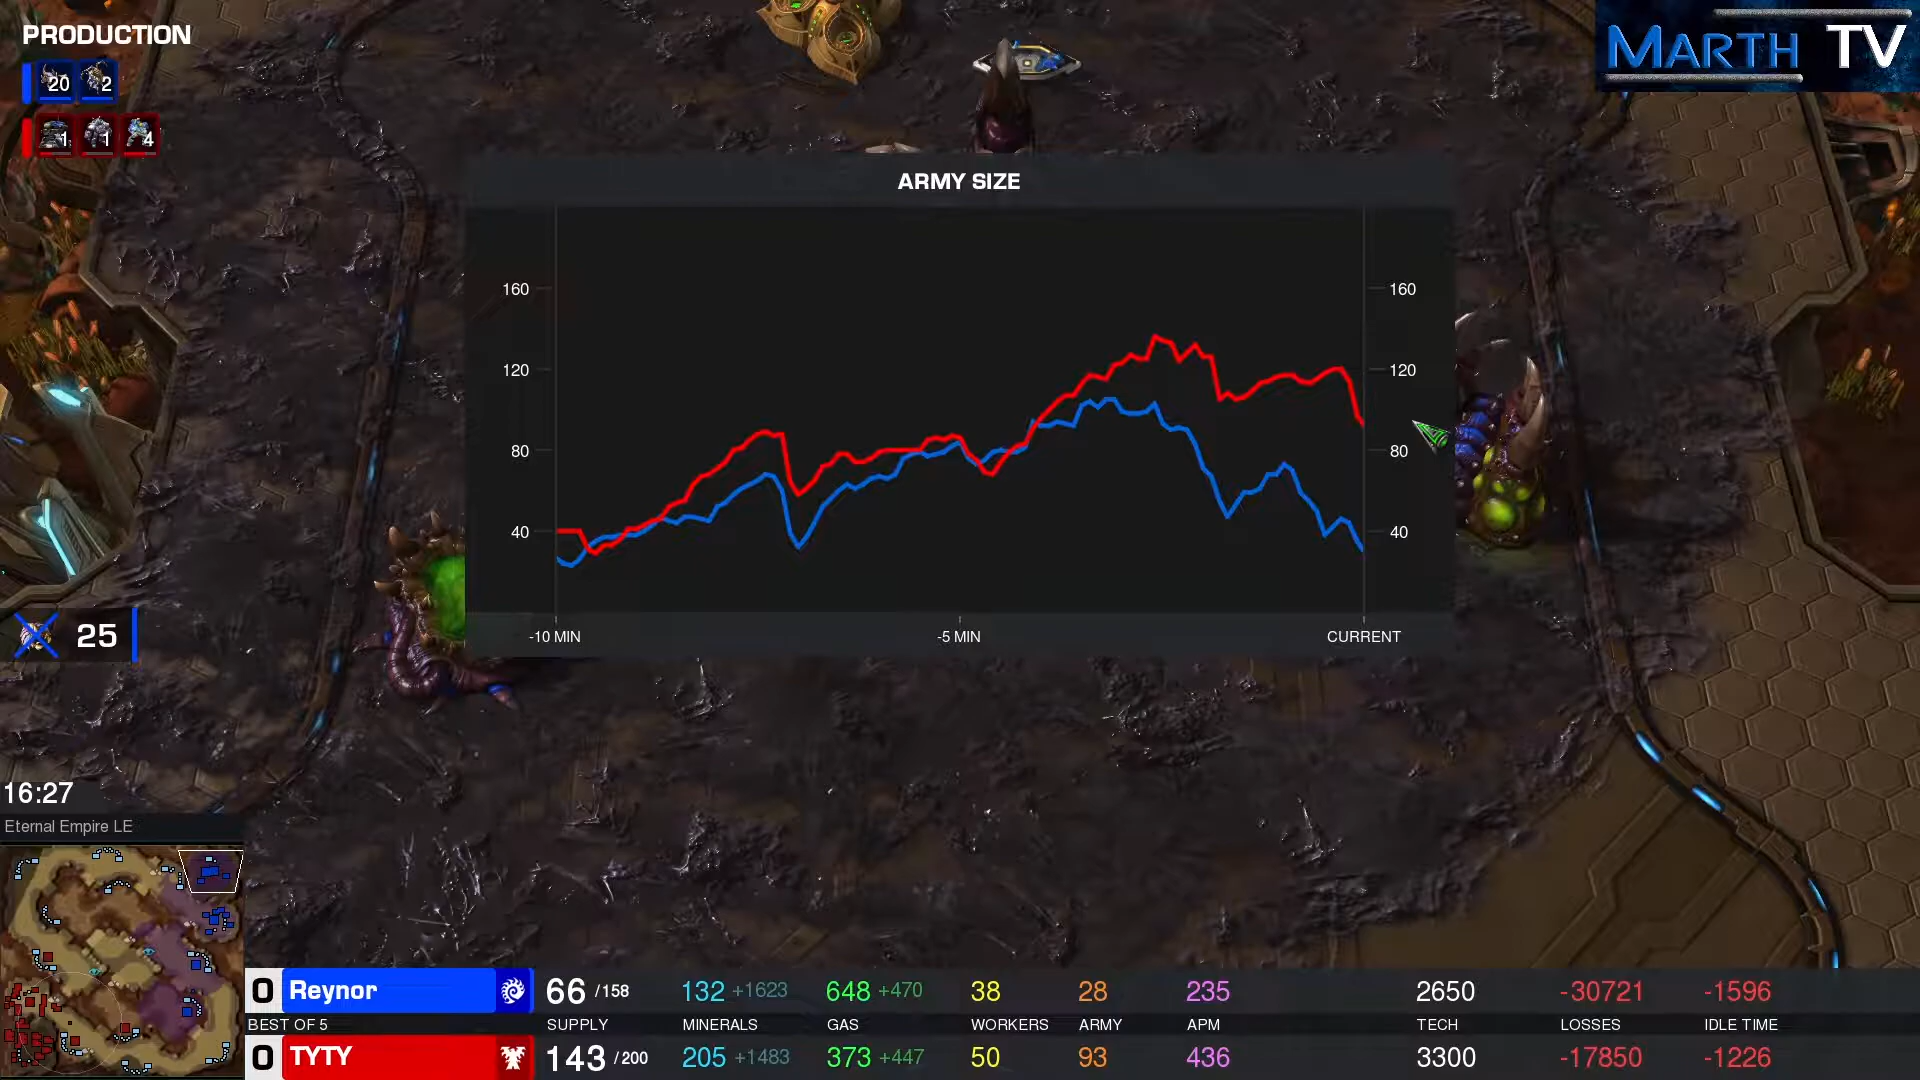 PRODUCTION
20 2
1 1 4
MARTH TV
ARMY SIZE
160 160
120 120
80 80
40 40
-10 MIN -5 MIN CURRENT
25
16:27
Eternal Empire LE
0 Reynor 66 /158 132 +1623 648 +470 38 28 235 2650 -30721 -1596
BEST OF 5 SUPPLY MINERALS GAS WORKERS ARMY APM TECH LOSSES IDLE TIME
0 TYTY 143 /200 205 +1483 373 +447 50 93 436 3300 -17850 -1226